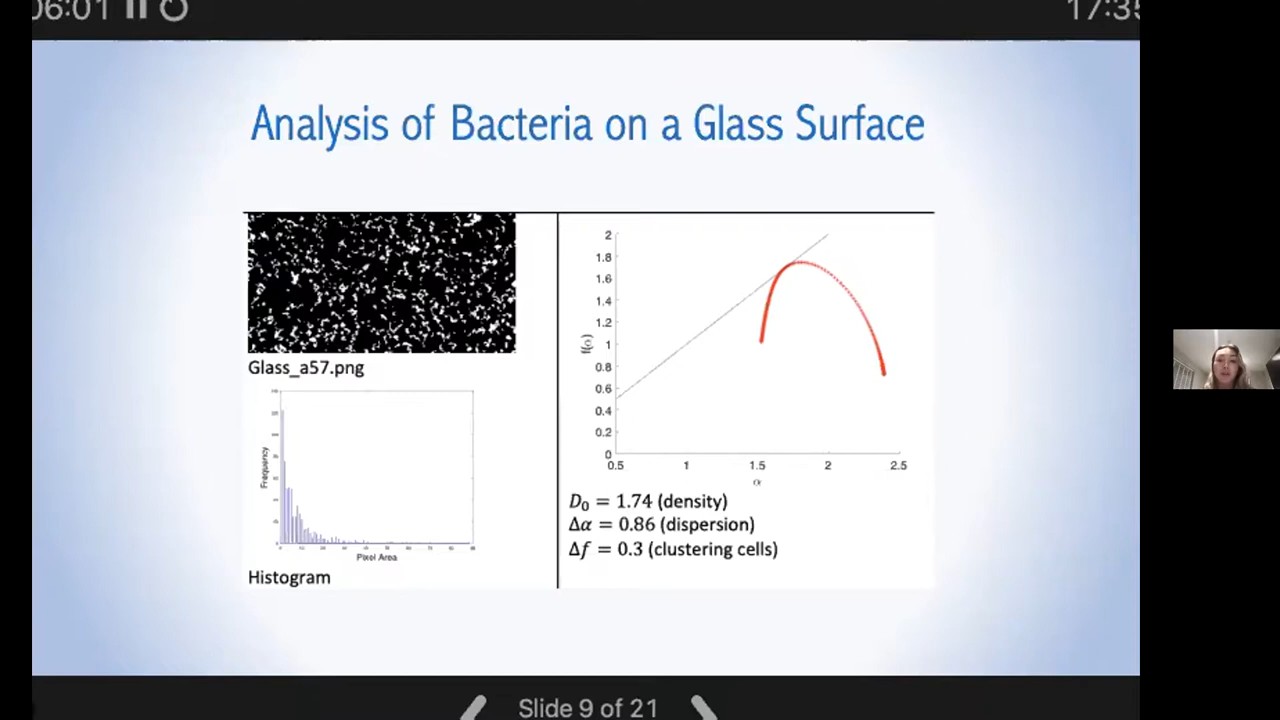 06:01
17:35
Analysis of Bacteria on a Glass Surface
Glass_a57.png
Frequency
Pixel Area
Histogram
2
1.8
1.6
1.4
1.2
1
0.8
0.6
0.4
0.2
0
f(α)
0.5 1 1.5 2 2.5
α
D₀ = 1.74 (density)
Δα = 0.86 (dispersion)
Δf = 0.3 (clustering cells)
Slide 9 of 21